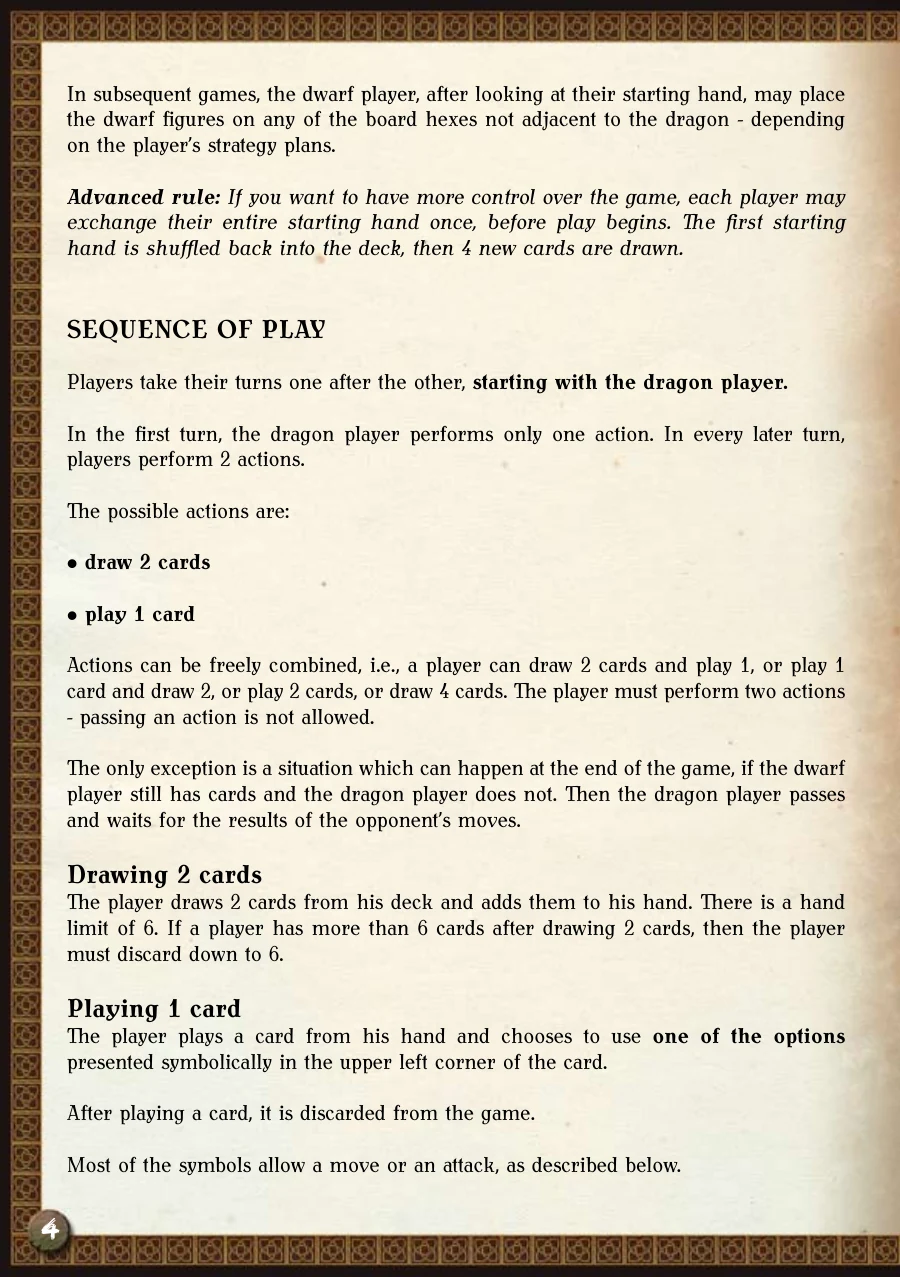 In subsequent games, the dwarf player, after looking at their starting hand, may place
the dwarf figures on any of the board hexes not adjacent to the dragon - depending
on the player's strategy plans.
Advanced rule: If you want to have more control over the game, each player may
exchange their entire starting hand once, before play begins. The first starting
hand is shuffled back into the deck, then 4 new cards are drawn.
SEQUENCE OF PLAY
Players take their turns one after the other, starting with the dragon player.
In the first turn, the dragon player performs only one action. In every later turn,
players perform 2 actions.
The possible actions are:
• draw 2 cards
• play 1 card
Actions can be freely combined, i.e., a player can draw 2 cards and play 1, or play 1
card and draw 2, or play 2 cards, or draw 4 cards. The player must perform two actions
- passing an action is not allowed.
The only exception is a situation which can happen at the end of the game, if the dwarf
player still has cards and the dragon player does not. Then the dragon player passes
and waits for the results of the opponent's moves.
Drawing 2 cards
The player draws 2 cards from his deck and adds them to his hand. There is a hand
limit of 6. If a player has more than 6 cards after drawing 2 cards, then the player
must discard down to 6.
Playing 1 card
The player plays a card from his hand and chooses to use one of the options
presented symbolically in the upper left corner of the card.
After playing a card, it is discarded from the game.
Most of the symbols allow a move or an attack, as described below.
4